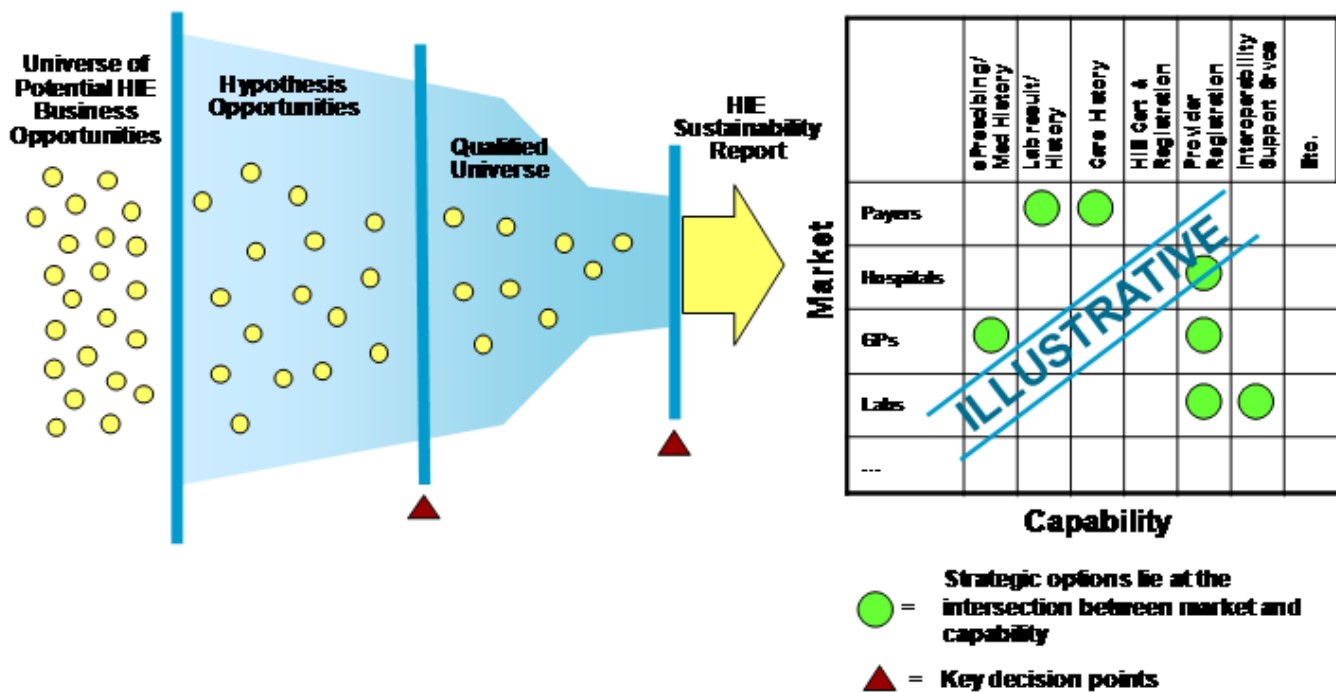 Universe of
Potential HIE
Business
Opportunities
Hypothesis
Opportunities
Qualified
Universe
HIE
Sustainability
Report
Market
ePrescibing/
Med History
Lab result/
History
Care History
HIE Cert &
Registration
Provider
Registration
Interoperability
Support Srvcs
Etc.
Payers
Hospitals
GPs
Labs
...
ILLUSTRATIVE
Capability
= Strategic options lie at the
intersection between market and
capability
= Key decision points